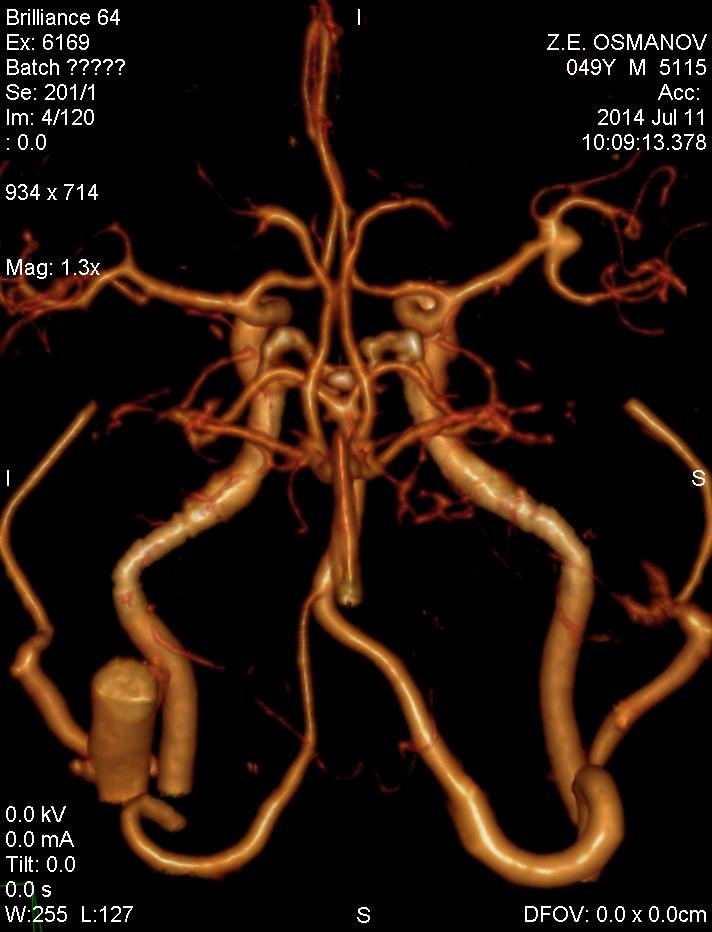 Brilliance 64
Ex: 6169
Batch ?????
Se: 201/1
Im: 4/120
: 0.0
934 x 714
Mag: 1.3x
I
Z.E. OSMANOV
049Y M 5115
Acc:
2014 Jul 11
10:09:13.378
I
S
0.0 kV
0.0 mA
Tilt: 0.0
0.0 s
W:255 L:127
S
DFOV: 0.0 x 0.0cm